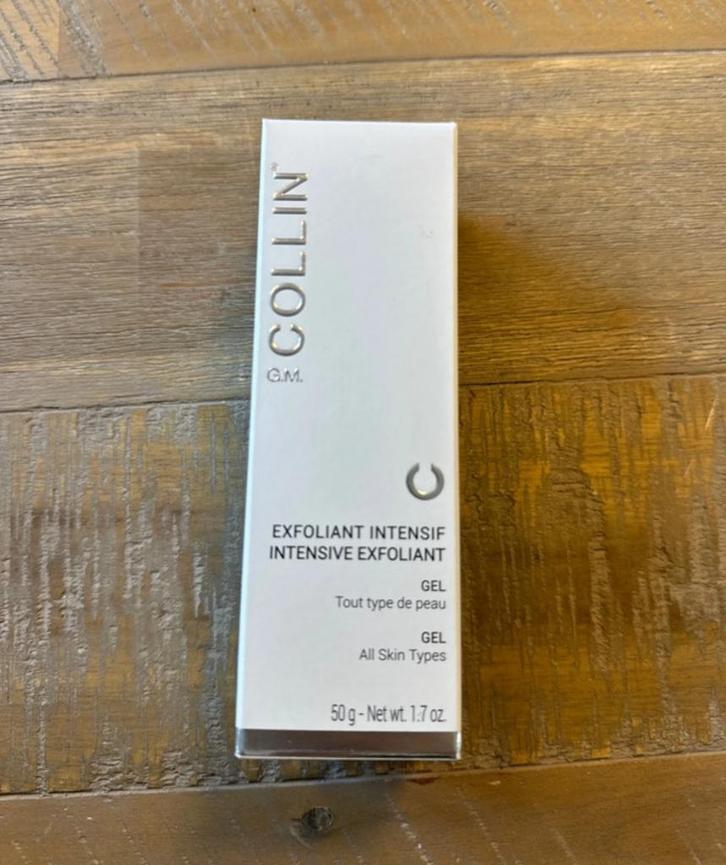 G.M. COLLIN™
EXFOLIANT INTENSIF
INTENSIVE EXFOLIANT
GEL
Tout type de peau
GEL
All Skin Types
50 g - Net wt. 1.7 oz.